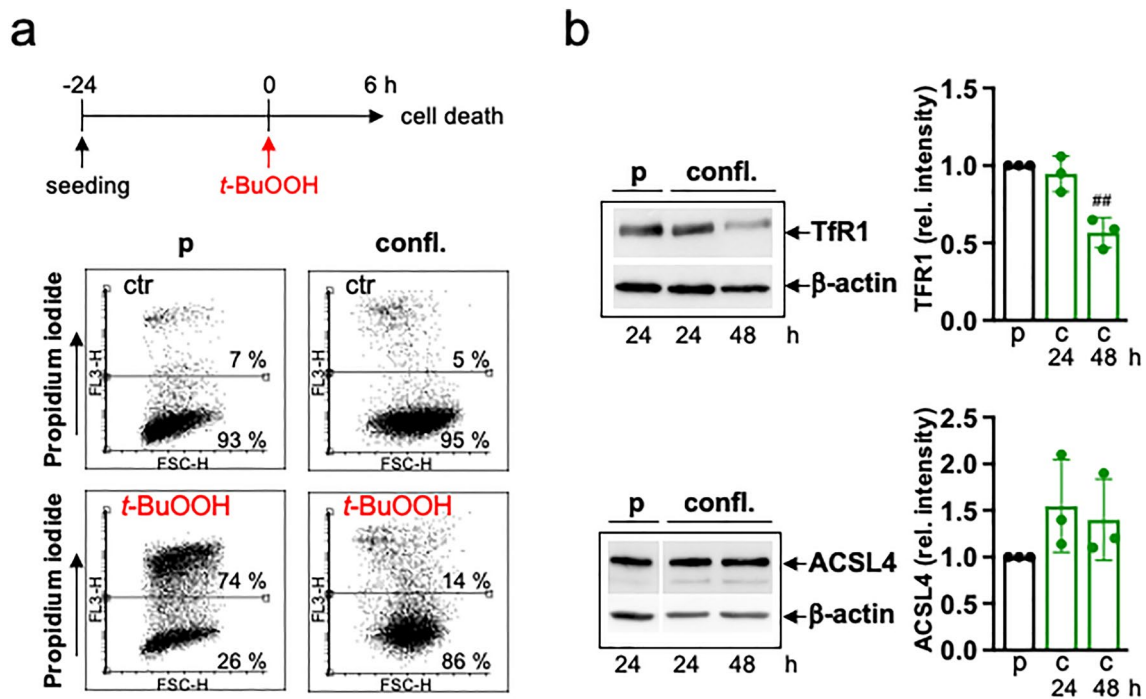 a
-24 0 6 h
cell death
seeding t-BuOOH
p confl.
Propidium iodide
FL3-H
ctr
7 %
93 %
FSC-H
FL3-H
ctr
5 %
95 %
FSC-H
Propidium iodide
FL3-H
t-BuOOH
74 %
26 %
FSC-H
FL3-H
t-BuOOH
14 %
86 %
FSC-H
b
p confl.
TfR1
β-actin
24 24 48 h
TFR1 (rel. intensity)
1.5
1.0
0.5
0.0
##
p c c
24 48 h
p confl.
ACSL4
β-actin
24 24 48 h
ACSL4 (rel. intensity)
2.5
2.0
1.5
1.0
0.5
0.0
p c c
24 48 h